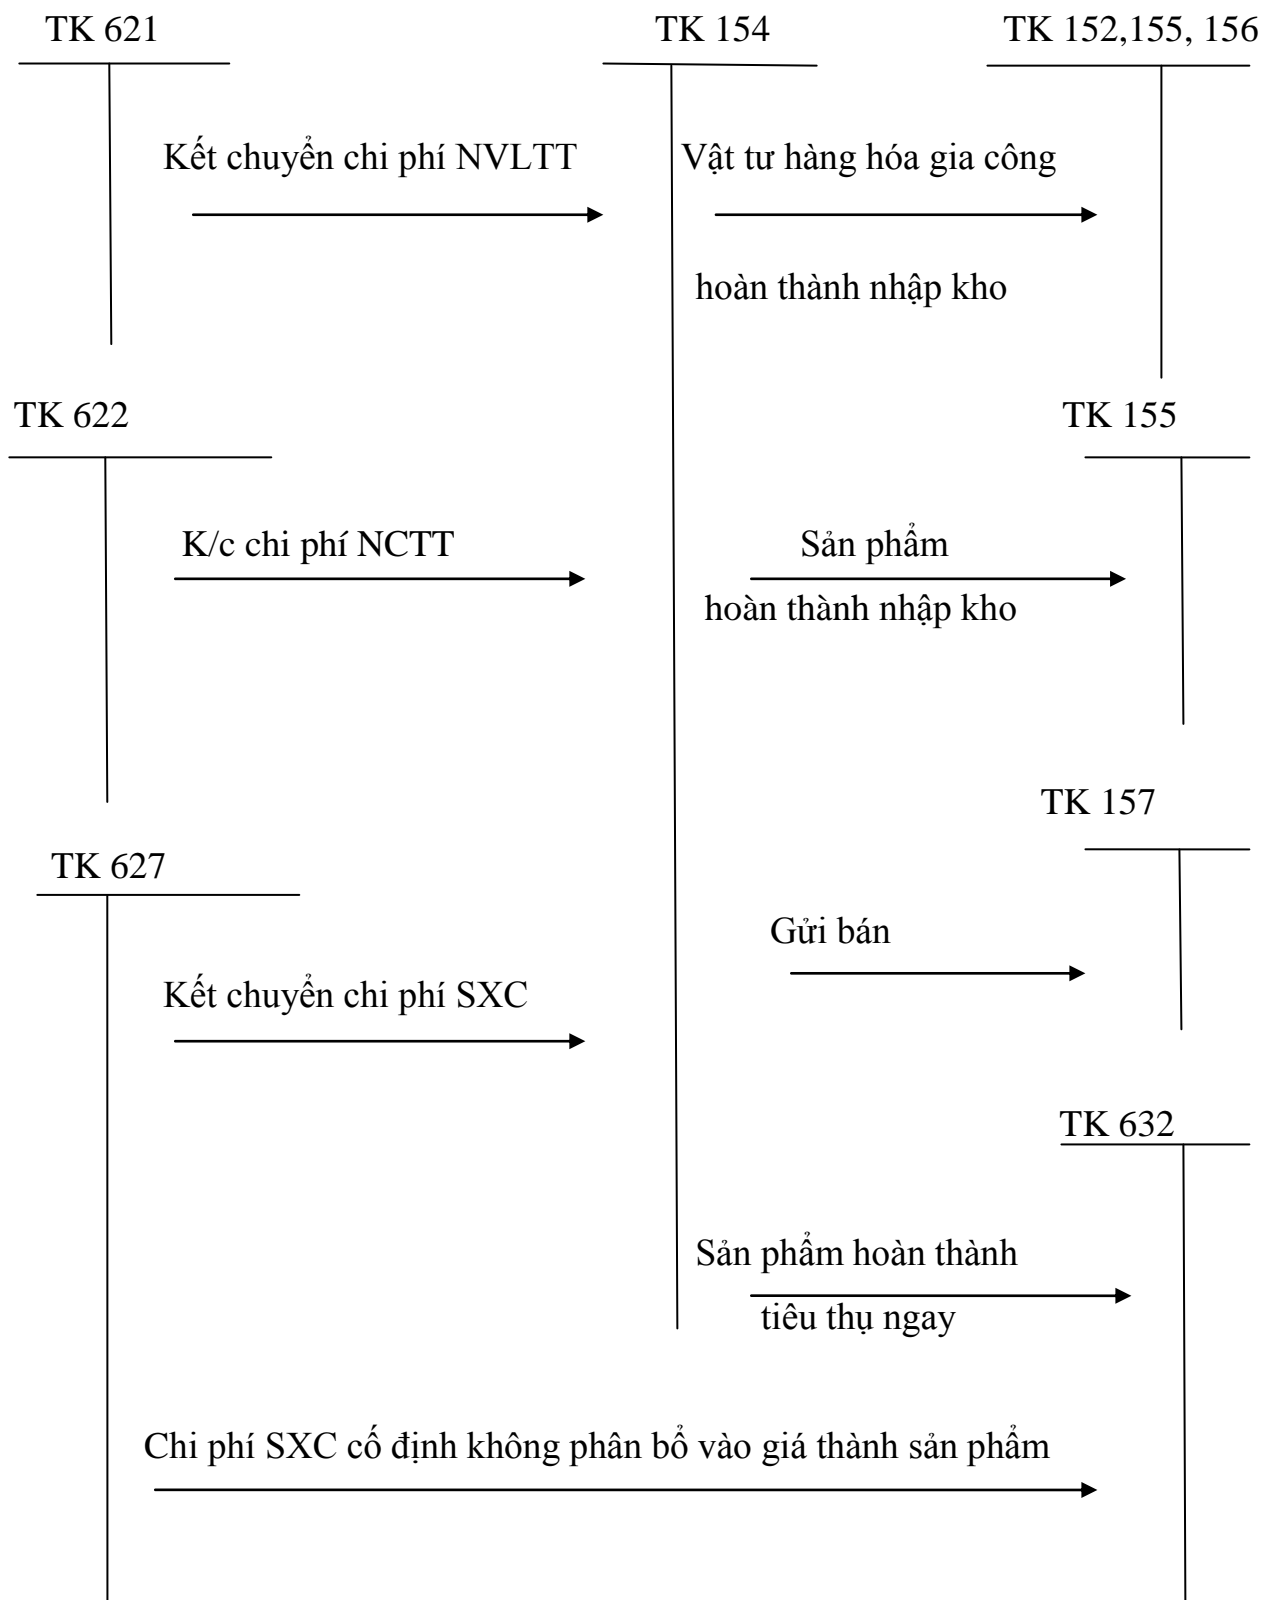 TK 621
TK 154
TK 152,155, 156
Kết chuyển chi phí NVLTT
Vật tư hàng hóa gia công
hoàn thành nhập kho
TK 622
TK 155
K/c chi phí NCTT
Sản phẩm
hoàn thành nhập kho
TK 157
TK 627
Gửi bán
Kết chuyển chi phí SXC
TK 632
Sản phẩm hoàn thành
tiêu thụ ngay
Chi phí SXC cố định không phân bổ vào giá thành sản phẩm